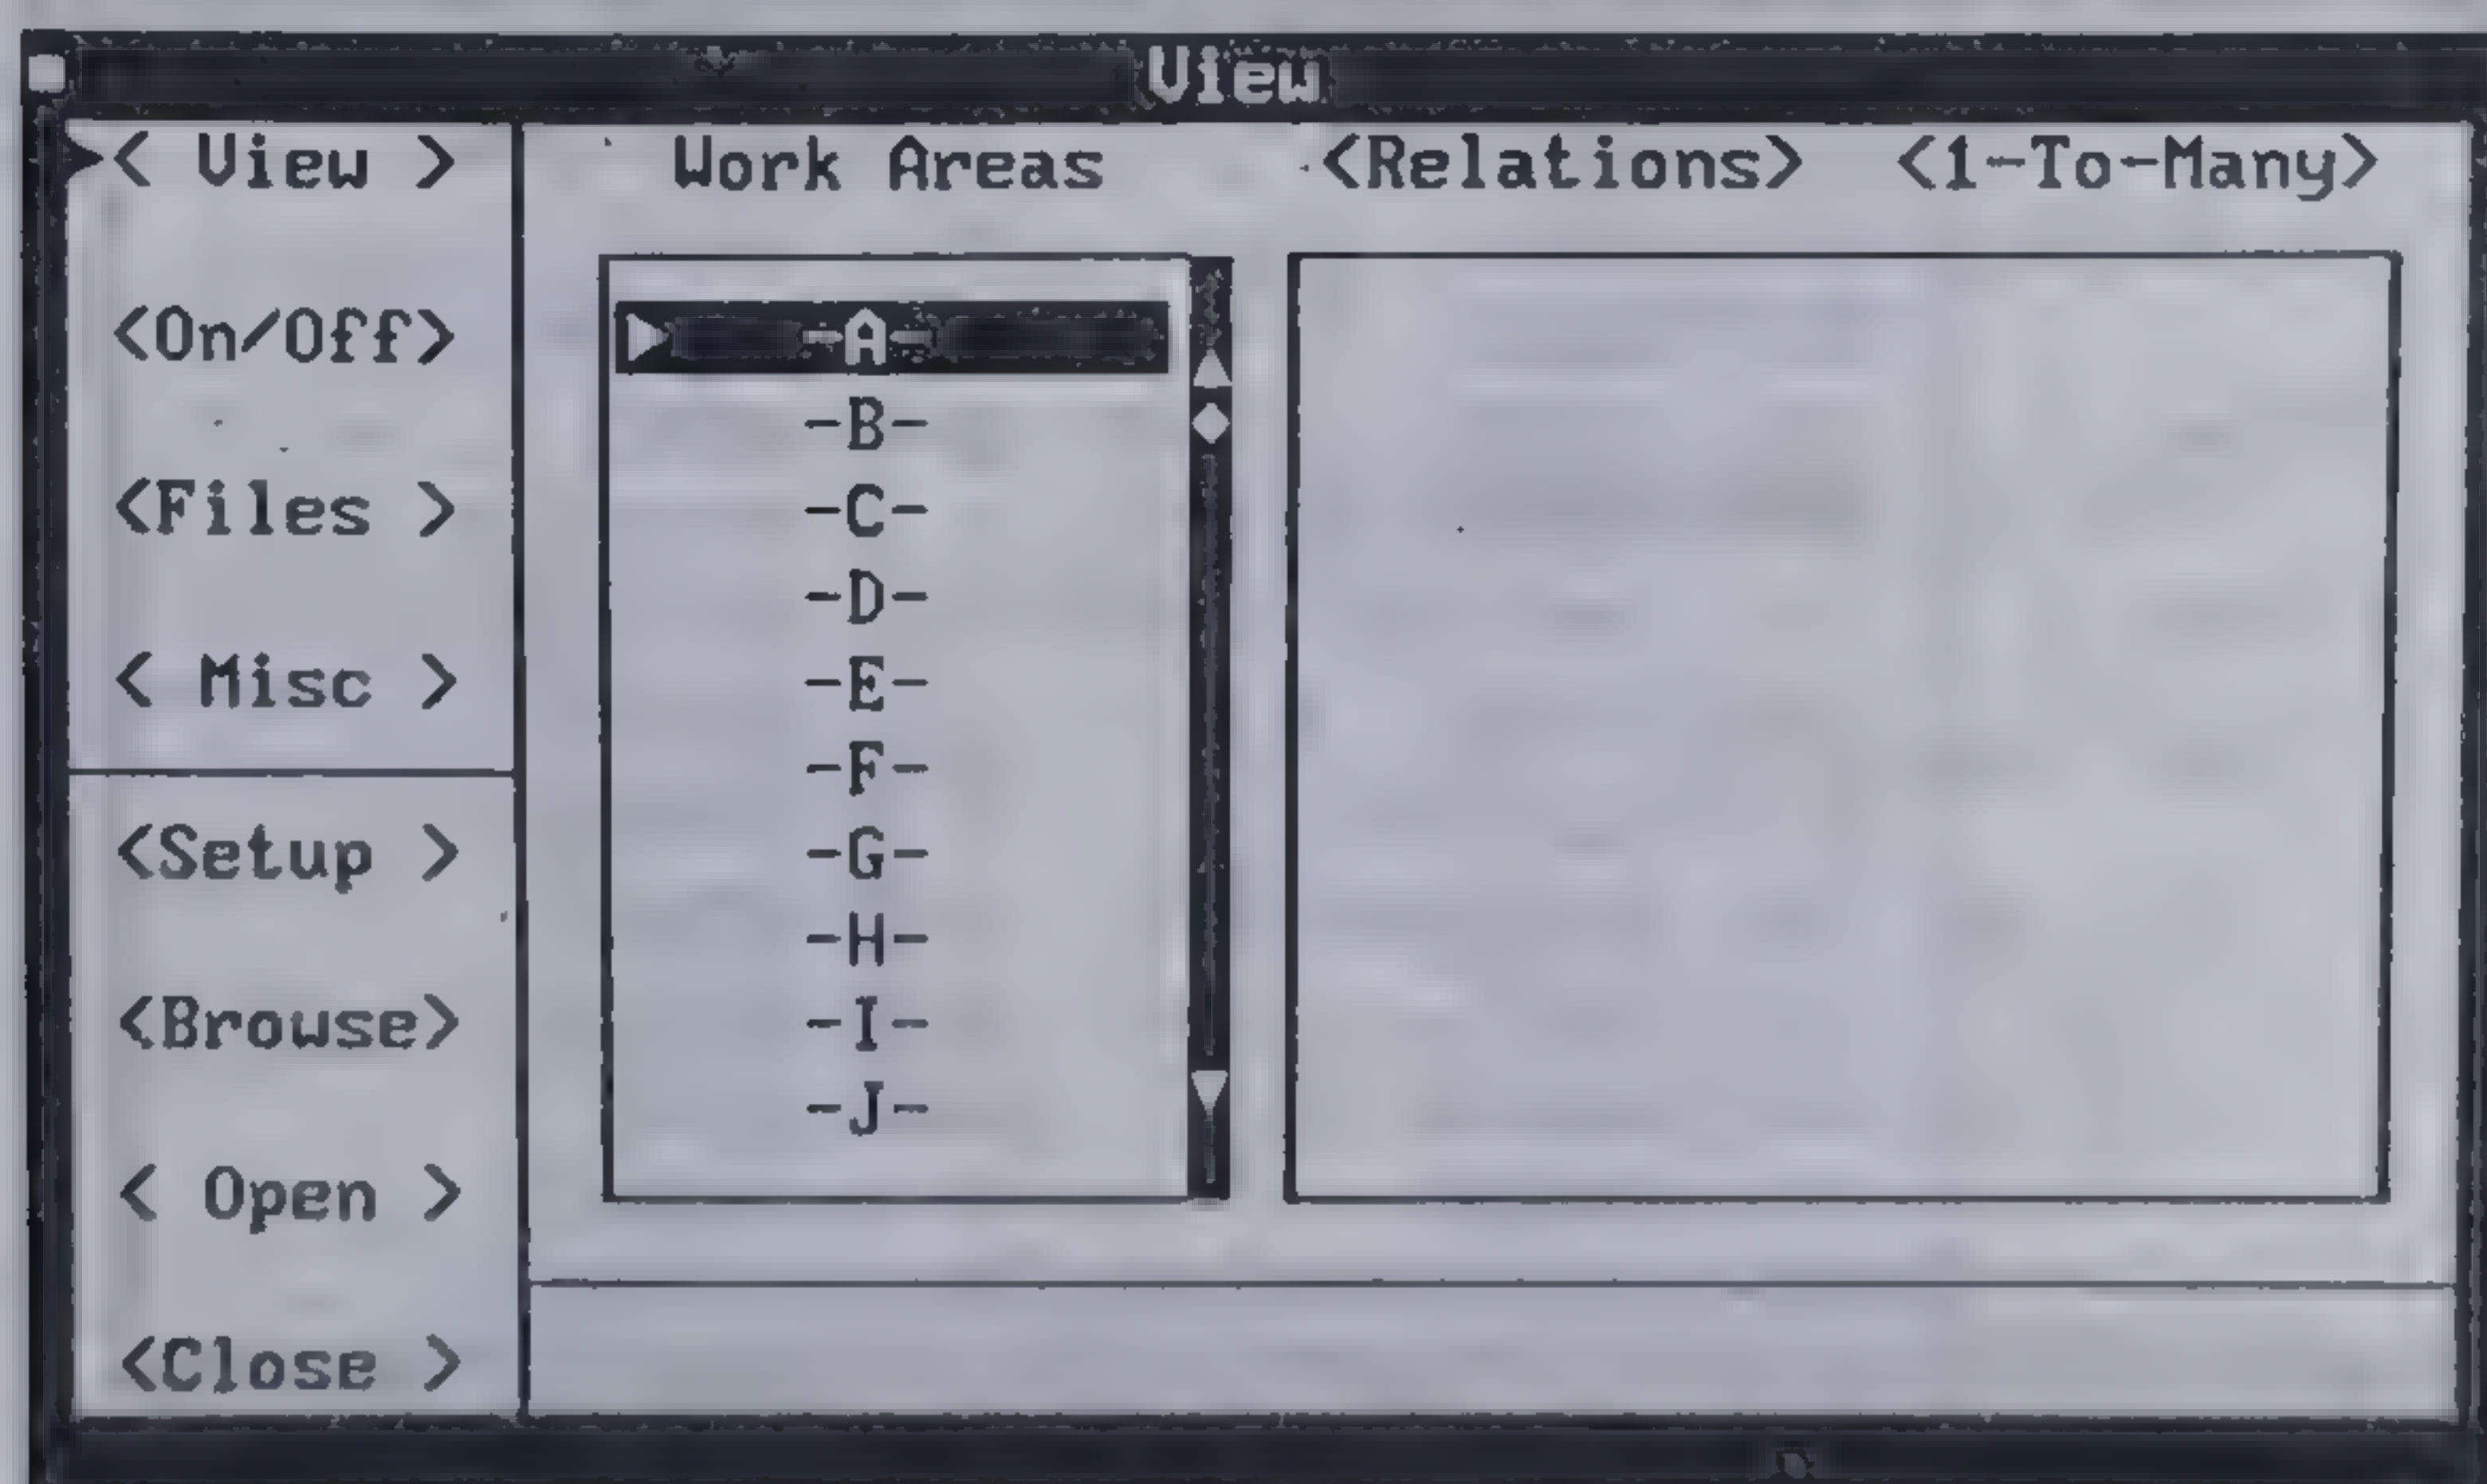 View
< View > Work Areas <Relations> <1-To-Many>
<On/Off> -A-
-B-
<Files > -C-
-D-
< Misc > -E-
-F-
<Setup > -G-
-H-
<Browse> -I-
-J-
< Open >
<Close >